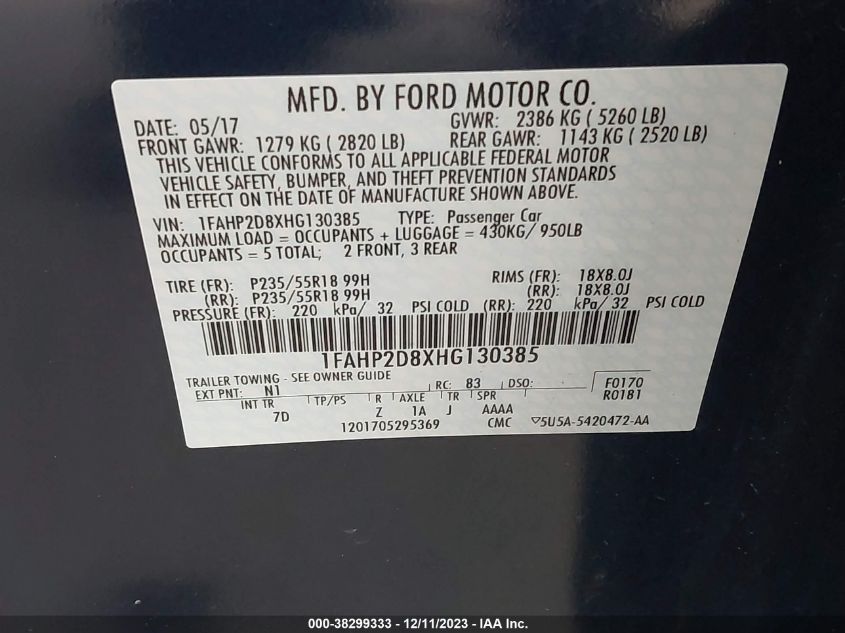 MFD. BY FORD MOTOR CO.
DATE: 05/17 GVWR: 2386 KG ( 5260 LB)
FRONT GAWR: 1279 KG ( 2820 LB) REAR GAWR: 1143 KG ( 2520 LB)
THIS VEHICLE CONFORMS TO ALL APPLICABLE FEDERAL MOTOR
VEHICLE SAFETY, BUMPER, AND THEFT PREVENTION STANDARDS
IN EFFECT ON THE DATE OF MANUFACTURE SHOWN ABOVE.
VIN: 1FAHP2D8XHG130385 TYPE: Passenger Car
MAXIMUM LOAD = OCCUPANTS + LUGGAGE = 430KG/ 950LB
OCCUPANTS = 5 TOTAL; 2 FRONT, 3 REAR
TIRE (FR): P235/55R18 99H RIMS (FR): 18X8.0J
(RR): P235/55R18 99H (RR): 18X8.0J
PRESSURE (FR): 220 kPa/ 32 PSI COLD (RR): 220 kPa/ 32 PSI COLD
1FAHP2D8XHG130385
TRAILER TOWING - SEE OWNER GUIDE
EXT PNT: N1 RC: 83 DSO: F0170
R0181
INT TR TP/PS R AXLE TR SPR
7D Z 1A J AAAA
1201705295369 CMC ▽5U5A-5420472-AA
000-38299333 - 12/11/2023 - IAA Inc.